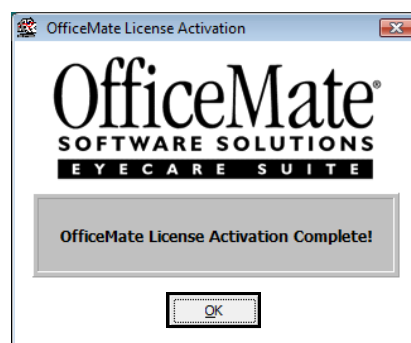 OfficeMate License Activation
OfficeMate®
SOFTWARE SOLUTIONS
EYECARE SUITE
OfficeMate License Activation Complete!
OK